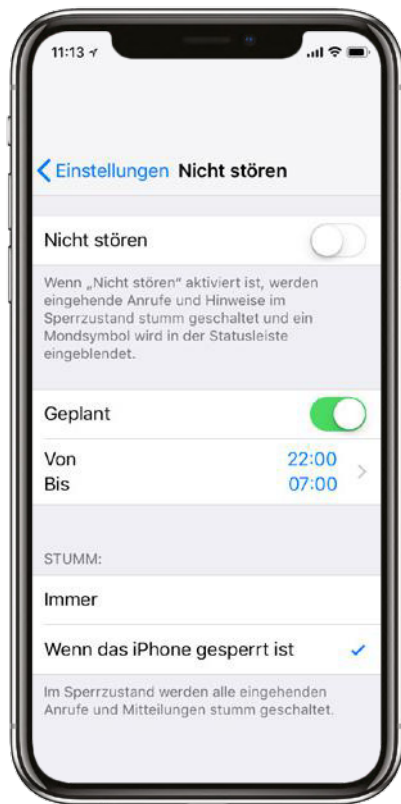 11:13
Einstellungen Nicht stören
Nicht stören
Wenn „Nicht stören“ aktiviert ist, werden
eingehende Anrufe und Hinweise im
Sperrzustand stumm geschaltet und ein
Mondsymbol wird in der Statusleiste
eingeblendet.
Geplant
Von 22:00
Bis 07:00
STUMM:
Immer
Wenn das iPhone gesperrt ist
Im Sperrzustand werden alle eingehenden
Anrufe und Mitteilungen stumm geschaltet.